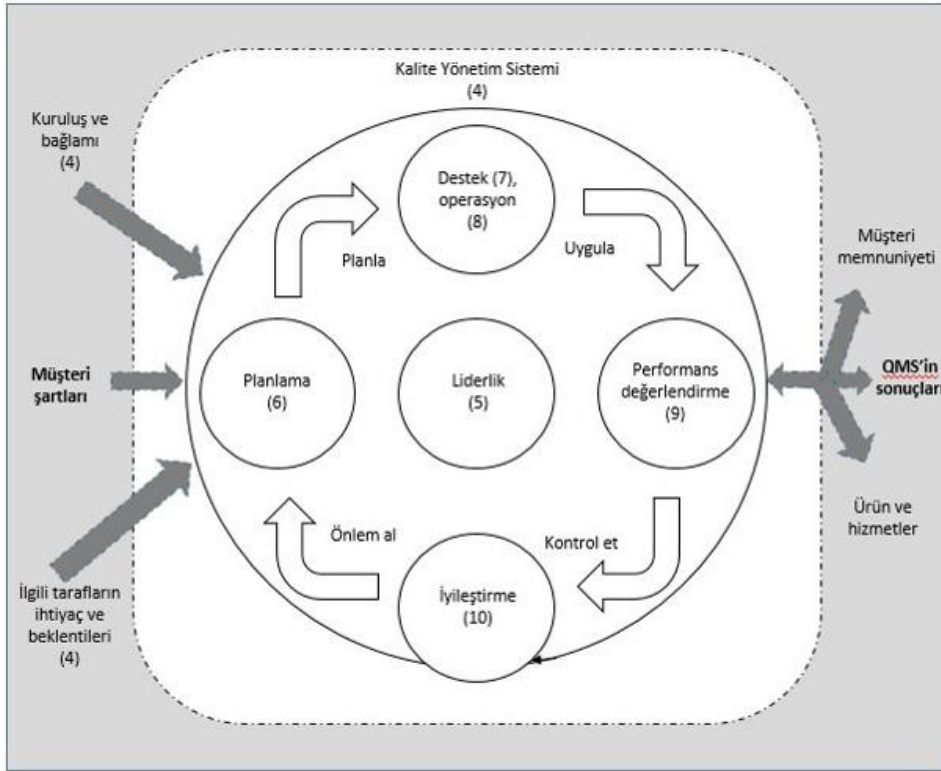 Kalite Yönetim Sistemi
(4)
Kuruluş ve
bağlamı
(4)
Destek (7),
operasyon
(8)
Planla
Uygula
Müşteri
memnuniyeti
Müşteri
şartları
Planlama
(6)
Liderlik
(5)
Performans
değerlendirme
(9)
QMS’in
sonuçları
Önlem al
Kontrol et
Ürün ve
hizmetler
İlgili tarafların
ihtiyaç ve
beklentileri
(4)
İyileştirme
(10)